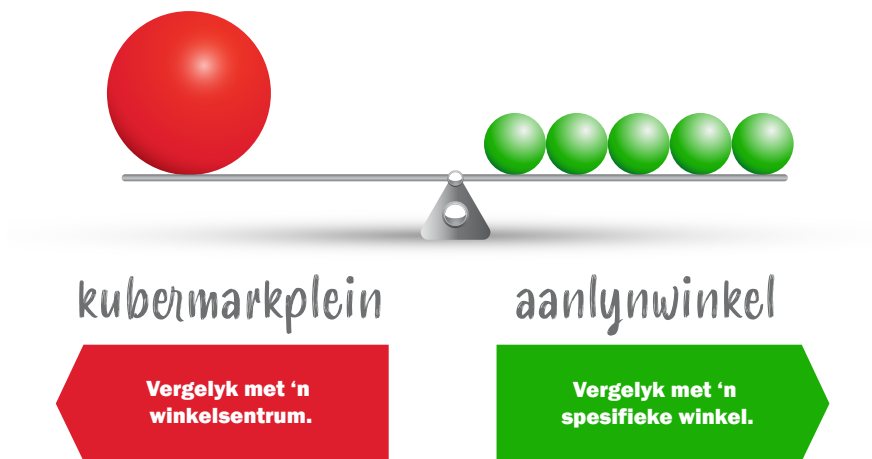 kubermarkplein
aanlynwinkel
Vergelyk met ‘n
winkelsentrum.
Vergelyk met ‘n
spesifieke winkel.